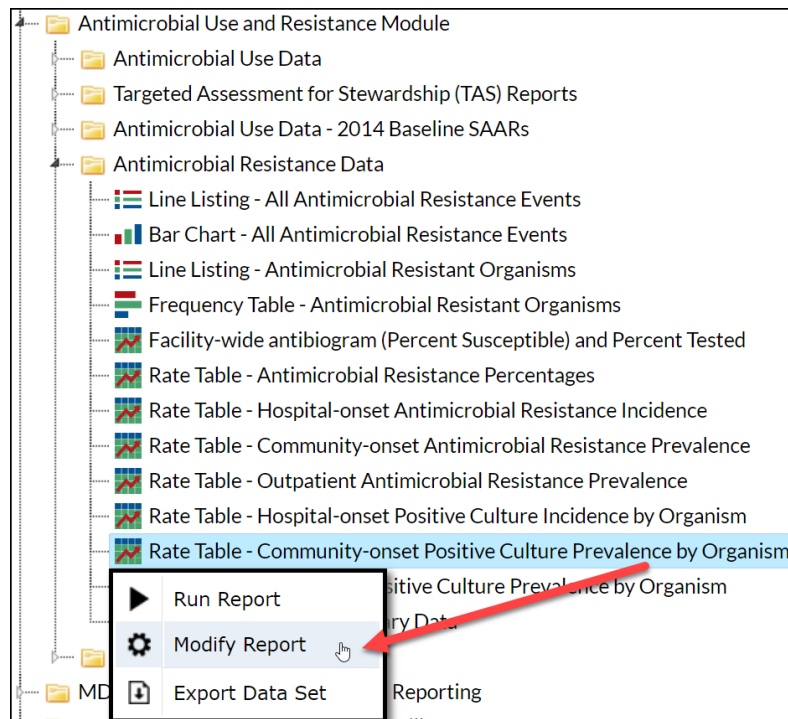 Antimicrobial Use and Resistance Module
Antimicrobial Use Data
Targeted Assessment for Stewardship (TAS) Reports
Antimicrobial Use Data - 2014 Baseline SAARs
Antimicrobial Resistance Data
Line Listing - All Antimicrobial Resistance Events
Bar Chart - All Antimicrobial Resistance Events
Line Listing - Antimicrobial Resistant Organisms
Frequency Table - Antimicrobial Resistant Organisms
Facility-wide antibiogram (Percent Susceptible) and Percent Tested
Rate Table - Antimicrobial Resistance Percentages
Rate Table - Hospital-onset Antimicrobial Resistance Incidence
Rate Table - Community-onset Antimicrobial Resistance Prevalence
Rate Table - Outpatient Antimicrobial Resistance Prevalence
Rate Table - Hospital-onset Positive Culture Incidence by Organism
Rate Table - Community-onset Positive Culture Prevalence by Organism
Run Report sitive Culture Prevalence by Organism
ry Data
Modify Report
MD Export Data Set Reporting